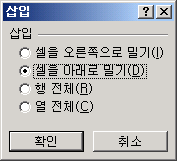 삽입
삽입
셀을 오른쪽으로 밀기(I)
셀을 아래로 밀기(D)
행 전체(R)
열 전체(C)
확인
취소